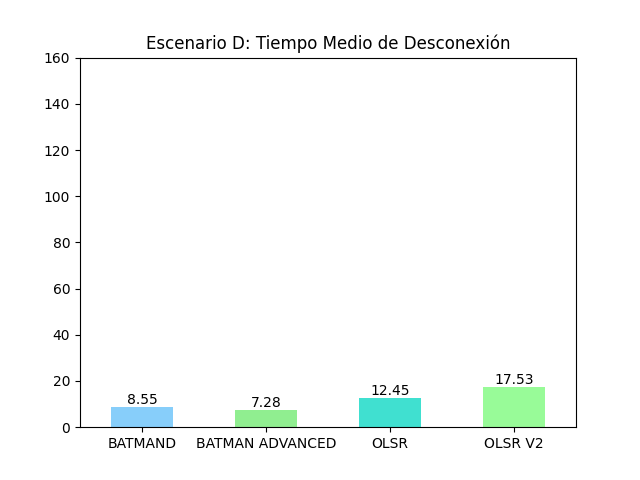 Escenario D: Tiempo Medio de Desconexión
160
140
120
100
80
60
40
20
0
8.55
7.28
12.45
17.53
BATMAND
BATMAN ADVANCED
OLSR
OLSR V2